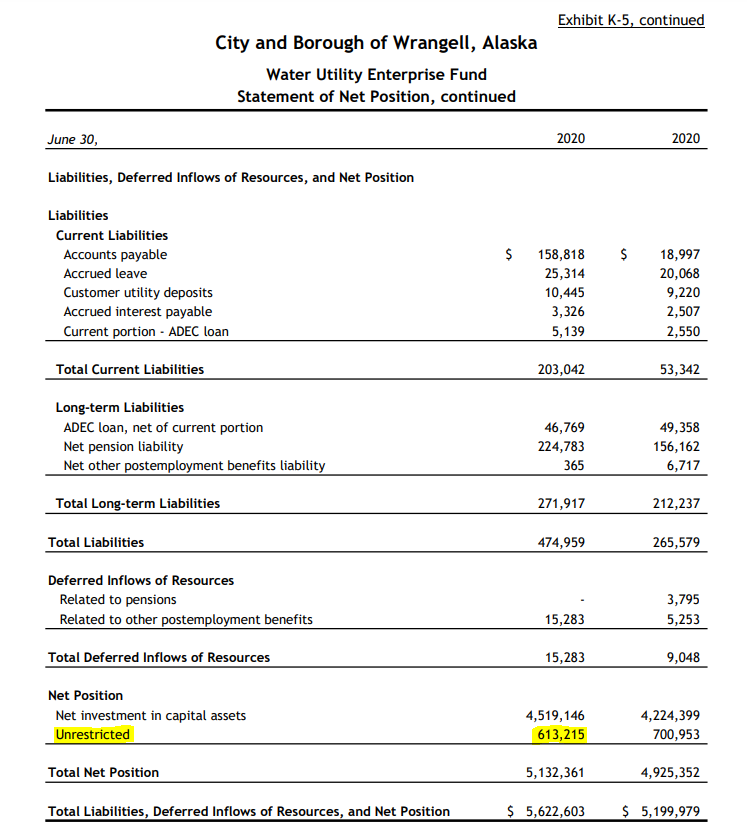 Exhibit K-5, continued
City and Borough of Wrangell, Alaska
Water Utility Enterprise Fund
Statement of Net Position, continued
June 30, 2020 2020
Liabilities, Deferred Inflows of Resources, and Net Position
Liabilities
Current Liabilities
Accounts payable $ 158,818 $ 18,997
Accrued leave 25,314 20,068
Customer utility deposits 10,445 9,220
Accrued interest payable 3,326 2,507
Current portion - ADEC loan 5,139 2,550
Total Current Liabilities 203,042 53,342
Long-term Liabilities
ADEC loan, net of current portion 46,769 49,358
Net pension liability 224,783 156,162
Net other postemployment benefits liability 365 6,717
Total Long-term Liabilities 271,917 212,237
Total Liabilities 474,959 265,579
Deferred Inflows of Resources
Related to pensions - 3,795
Related to other postemployment benefits 15,283 5,253
Total Deferred Inflows of Resources 15,283 9,048
Net Position
Net investment in capital assets 4,519,146 4,224,399
Unrestricted 613,215 700,953
Total Net Position 5,132,361 4,925,352
Total Liabilities, Deferred Inflows of Resources, and Net Position $ 5,622,603 $ 5,199,979